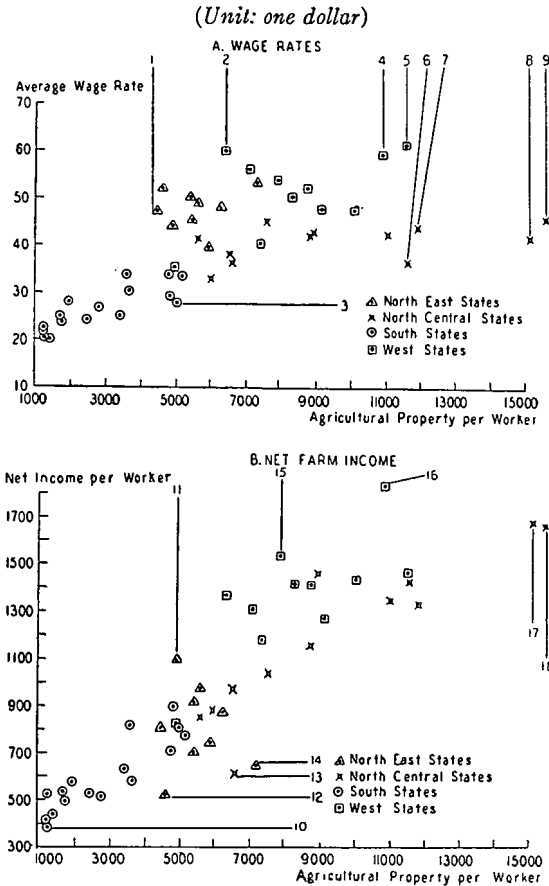 (Unit: one dollar)
A. WAGE RATES
1 2 4 5 6 7 8 9
Average Wage Rate
70
60
50
40
30
3
North East States
North Central States
South States
West States
20
10
1000 3000 5000 7000 9000 11000 13000 15000
Agricultural Property per Worker
B. NET FARM INCOME
Net Income per Worker
11 15 16
1700
1500
1300
17
1100
18
900
700
14 North East States
13 North Central States
12 South States
West States
500
10
300
1000 3000 5000 7000 9000 11000 13000 15000
Agricultural Property per Worker